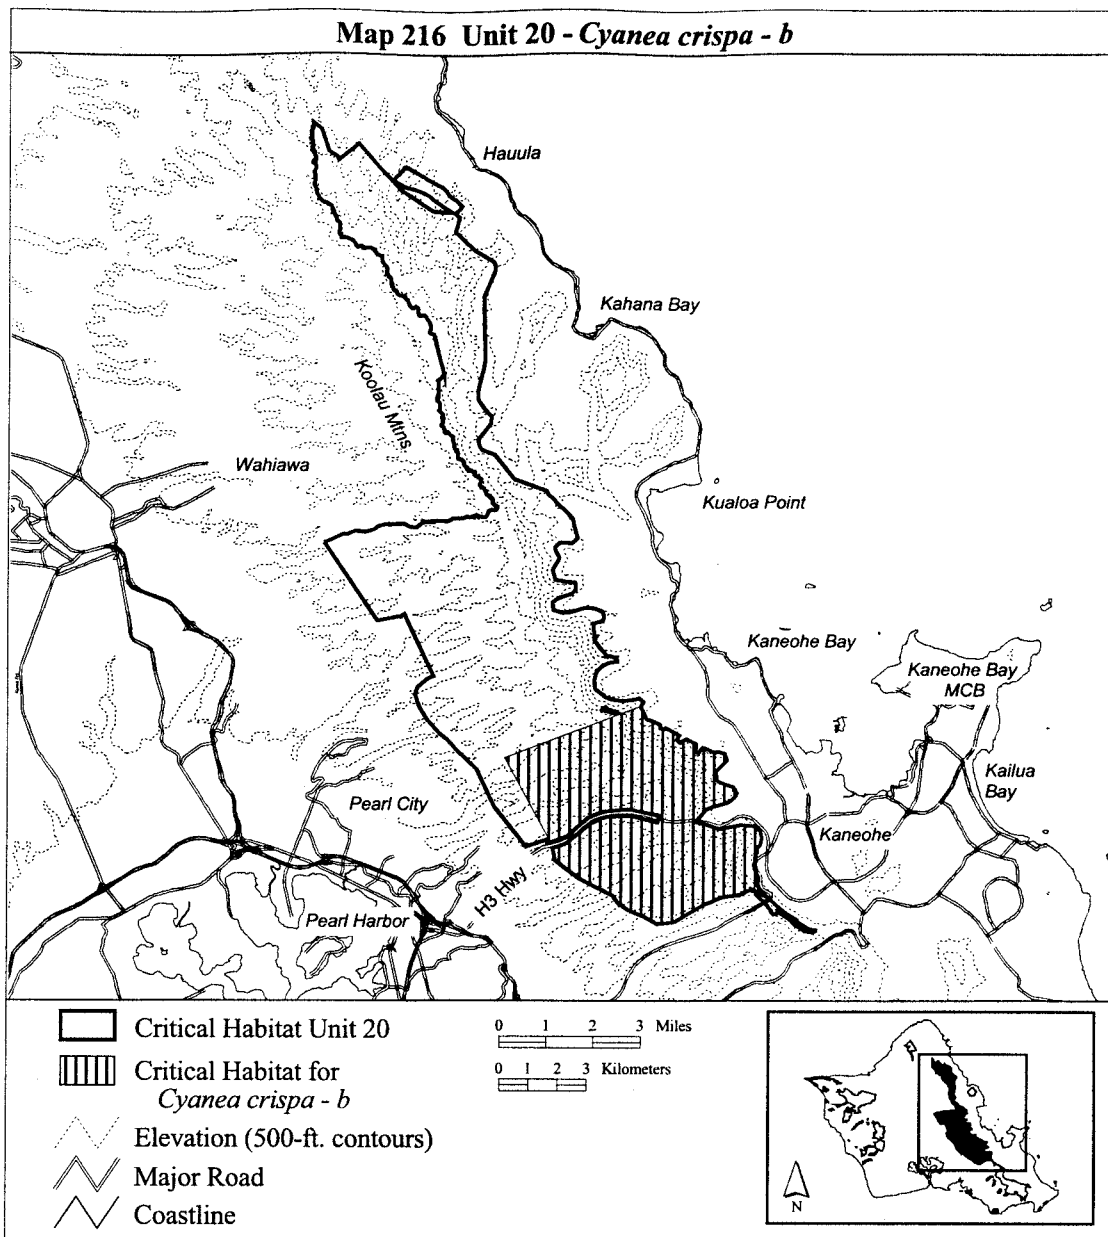 Map 216 Unit 20 - Cyanea crispa - b
Hauula
Kahana Bay
Koolau Mtns
Wahiawa
Kualoa Point
Kaneohe Bay
Kaneohe Bay
MCB
Kailua
Bay
Pearl City
Kaneohe
H3 Hwy
Pearl Harbor
Critical Habitat Unit 20
Critical Habitat for
Cyanea crispa - b
Elevation (500-ft. contours)
Major Road
Coastline
0 1 2 3 Miles
0 1 2 3 Kilometers
N